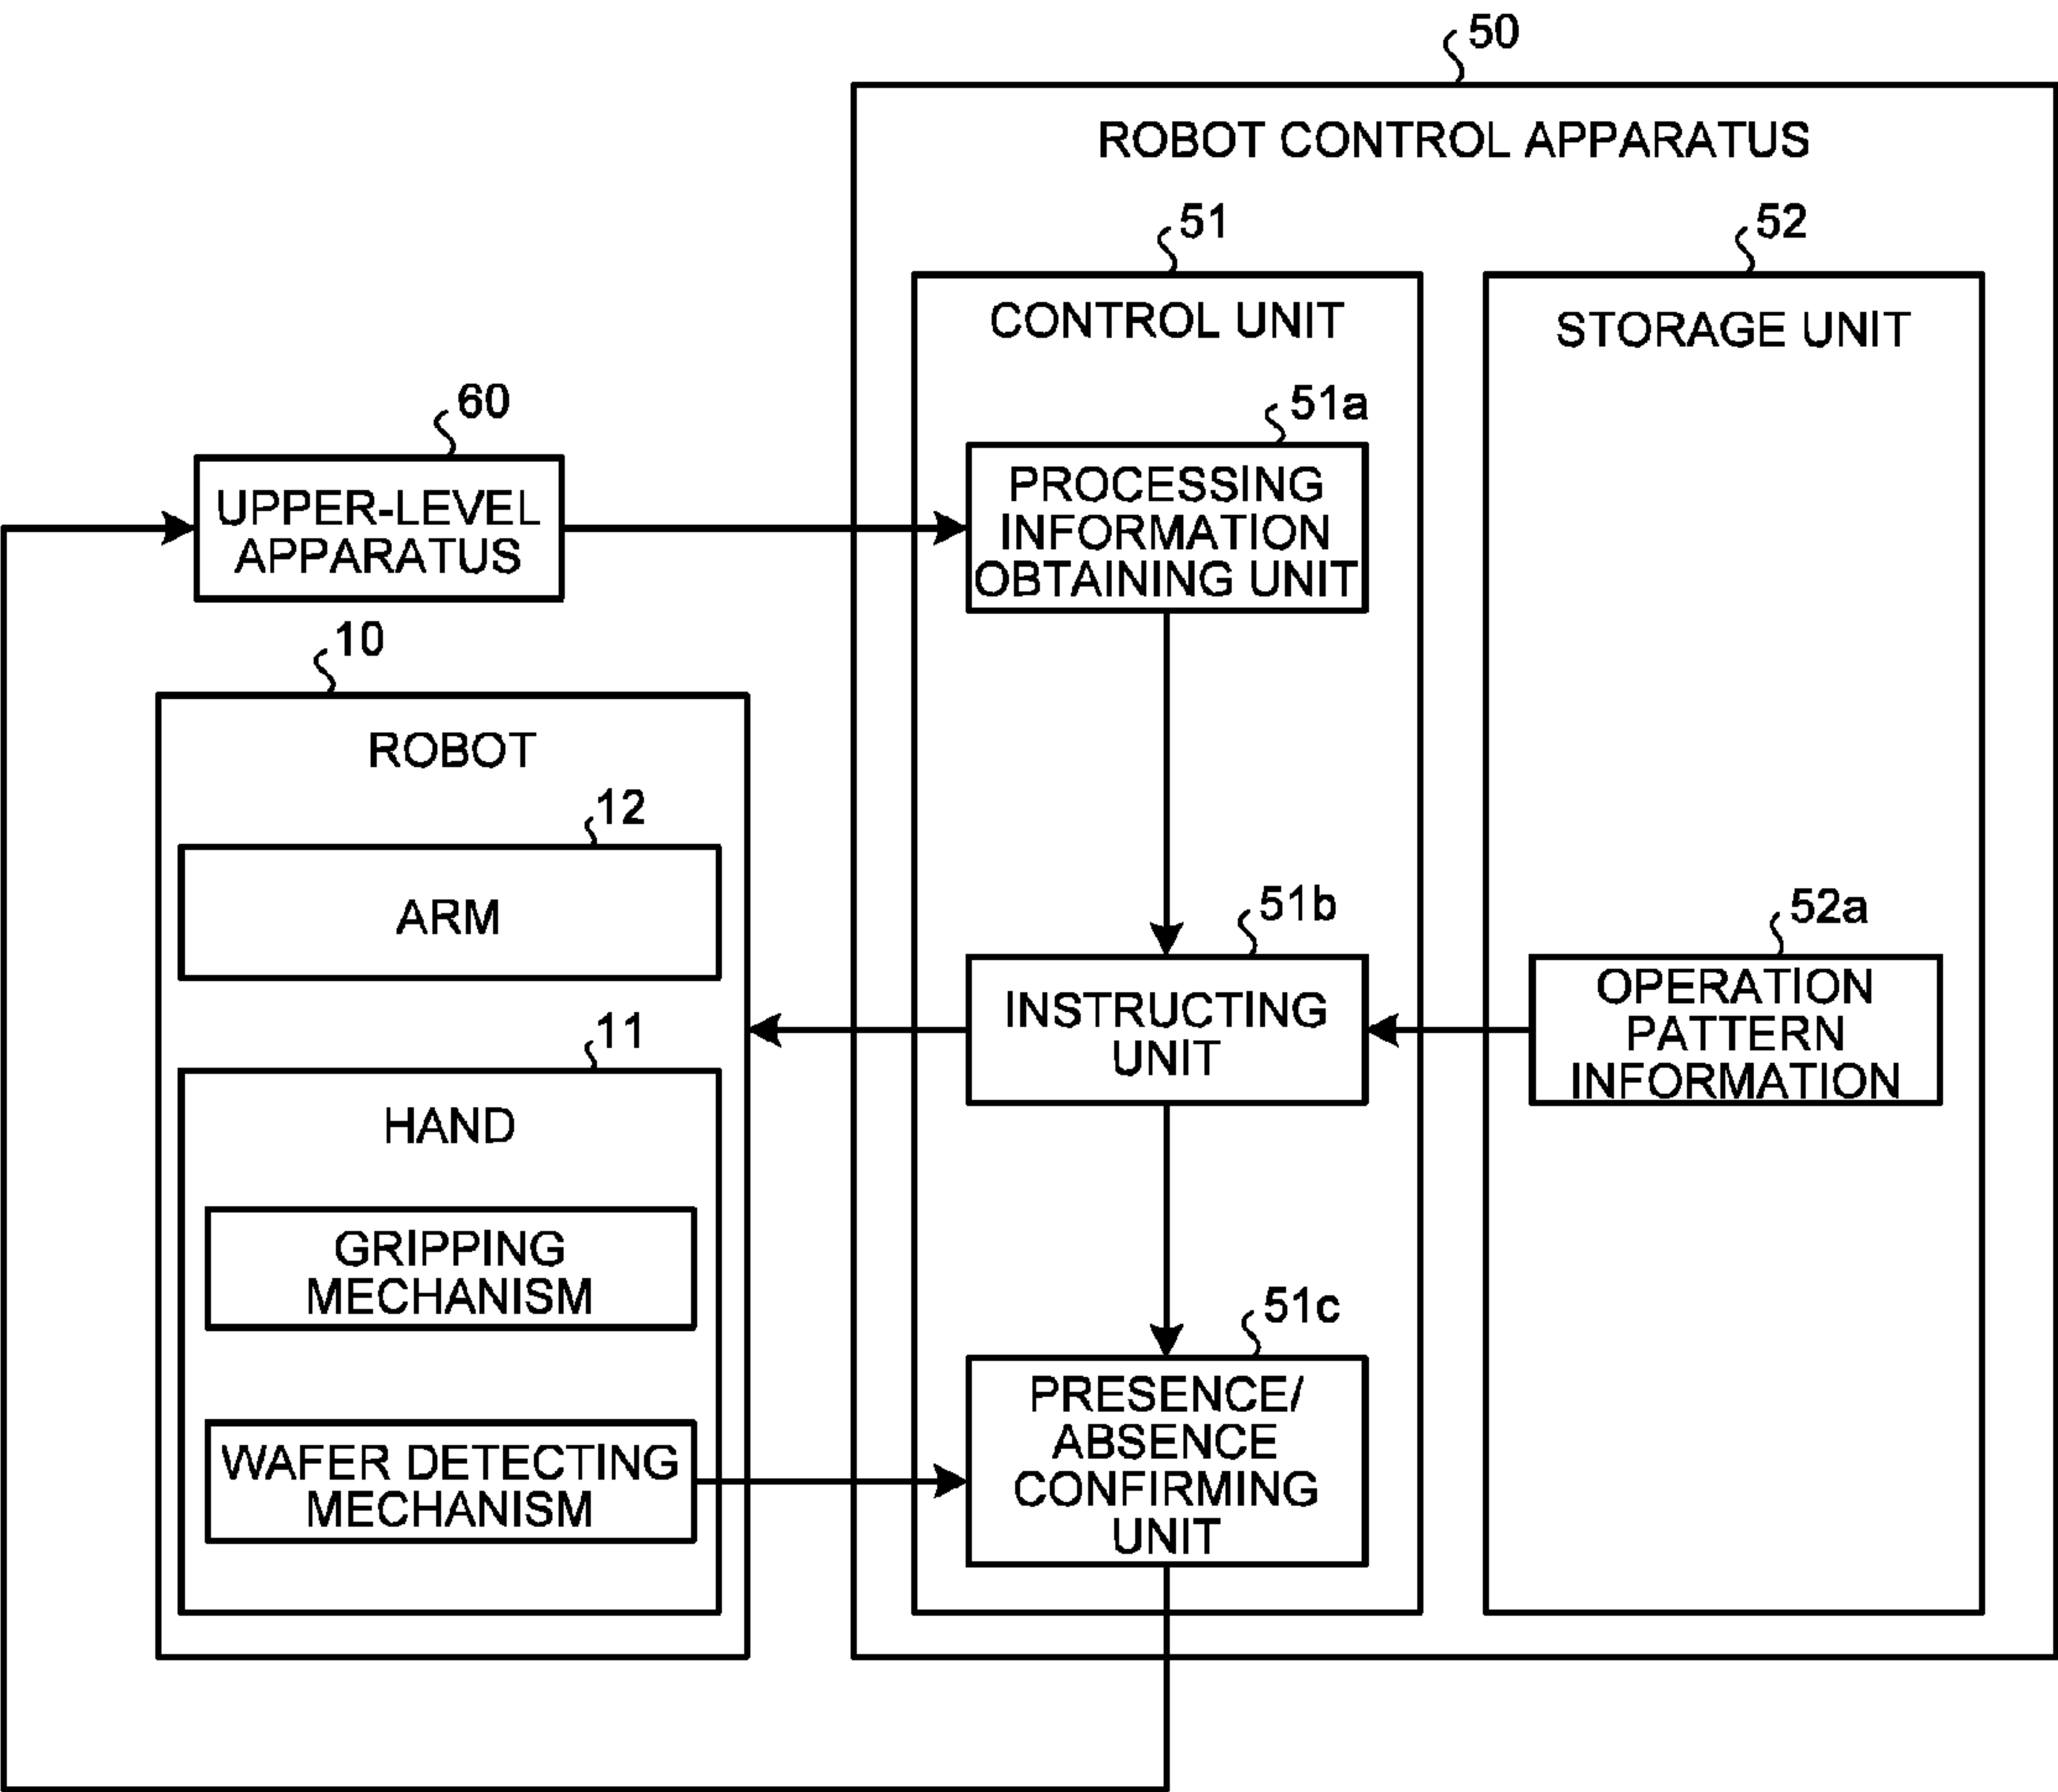 50
ROBOT CONTROL APPARATUS
51
52
CONTROL UNIT
STORAGE UNIT
60
51a
UPPER-LEVEL
APPARATUS
PROCESSING
INFORMATION
OBTAINING UNIT
10
ROBOT
12
ARM
51b
52a
INSTRUCTING
UNIT
OPERATION
PATTERN
INFORMATION
11
HAND
GRIPPING
MECHANISM
51c
WAFER DETECTING
MECHANISM
PRESENCE/
ABSENCE
CONFIRMING
UNIT